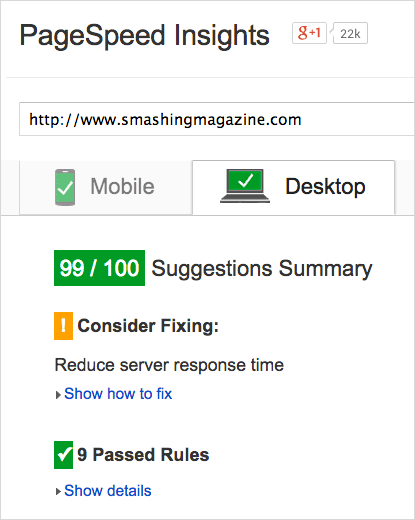 PageSpeed Insights g+1 22k
http://www.smashingmagazine.com
Mobile Desktop
99 / 100 Suggestions Summary
! Consider Fixing:
Reduce server response time
Show how to fix
9 Passed Rules
Show details